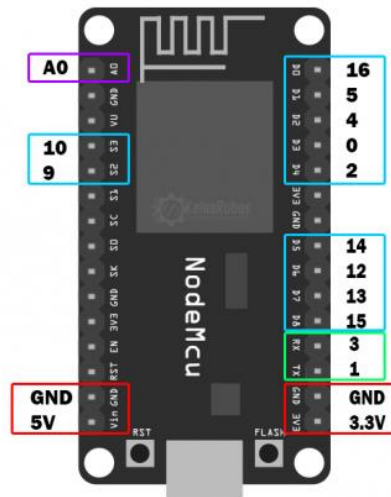 A0
10
9
GND
5V
A0
GND
VU
S3
S2
S1
SC
SO
SK
GND
3V3
EN
RST
GND
Vin
NodeMcu
RST
FLASH
D0
D1
D2
D3
D4
3V3
GND
D5
D6
D7
D8
RX
TX
GND
3V3
16
5
4
0
2
14
12
13
15
3
1
GND
3.3V